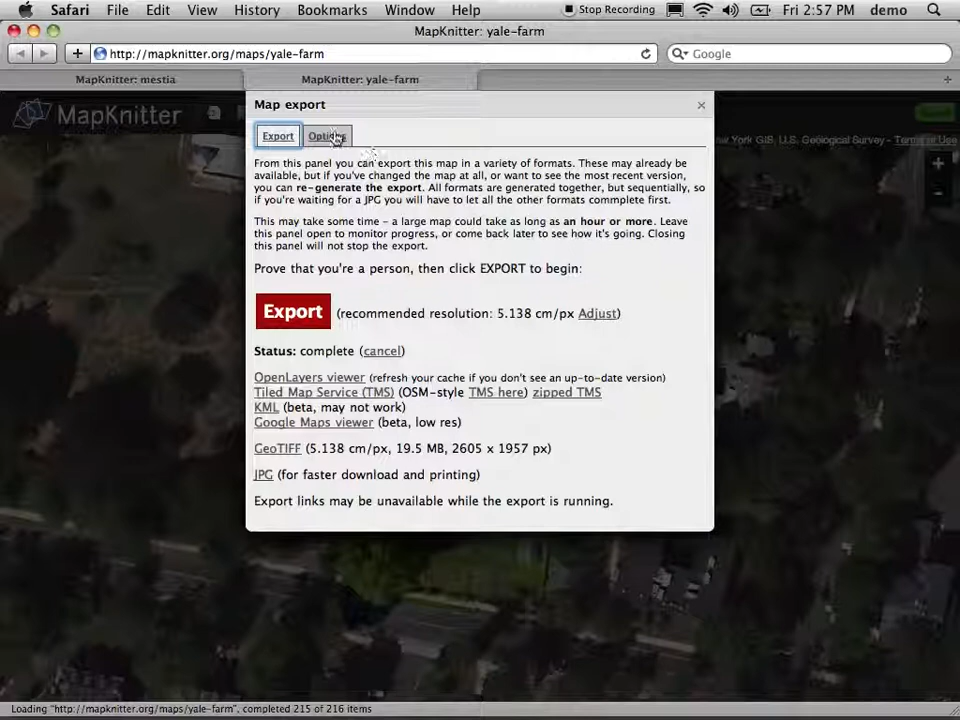 Safari File Edit View History Bookmarks Window Help Stop Recording Fri 2:57 PM demo
MapKnitter: yale-farm
http://mapknitter.org/maps/yale-farm Google
MapKnitter: mestia MapKnitter: yale-farm
Map export
MapKnitter
Export Options
York GIS, U.S. Geological Survey - Terms of Use
From this panel you can export this map in a variety of formats. These may already be
available, but if you've changed the map at all, or want to see the most recent version,
you can re-generate the export. All formats are generated together, but sequentially, so
if you're waiting for a JPG you will have to let all the other formats commplete first.
This may take some time - a large map could take as long as an hour or more. Leave
this panel open to monitor progress, or come back later to see how it's going. Closing
this panel will not stop the export.
Prove that you're a person, then click EXPORT to begin:
Export (recommended resolution: 5.138 cm/px Adjust)
Status: complete (cancel)
OpenLayers viewer (refresh your cache if you don't see an up-to-date version)
Tiled Map Service (TMS) (OSM-style TMS here) zipped TMS
KML (beta, may not work)
Google Maps viewer (beta, low res)
GeoTIFF (5.138 cm/px, 19.5 MB, 2605 x 1957 px)
JPG (for faster download and printing)
Export links may be unavailable while the export is running.
Loading "http://mapknitter.org/maps/yale-farm", completed 215 of 216 items